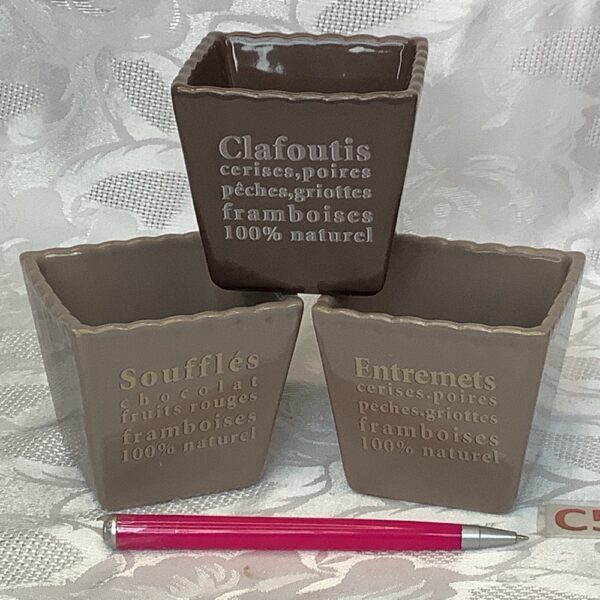 Clafoutis
cerises,poires
pêches,griottes
framboises
100% naturel
Soufflés
chocolat
fruits rouges
framboises
100% naturel
Entremets
cerises.poires
pêches.griottes
framboises
100% naturel
C5